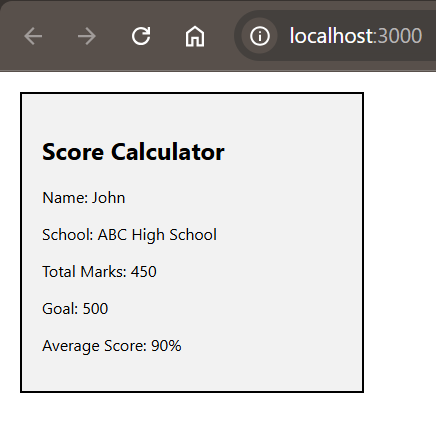 localhost:3000
Score Calculator
Name: John
School: ABC High School
Total Marks: 450
Goal: 500
Average Score: 90%